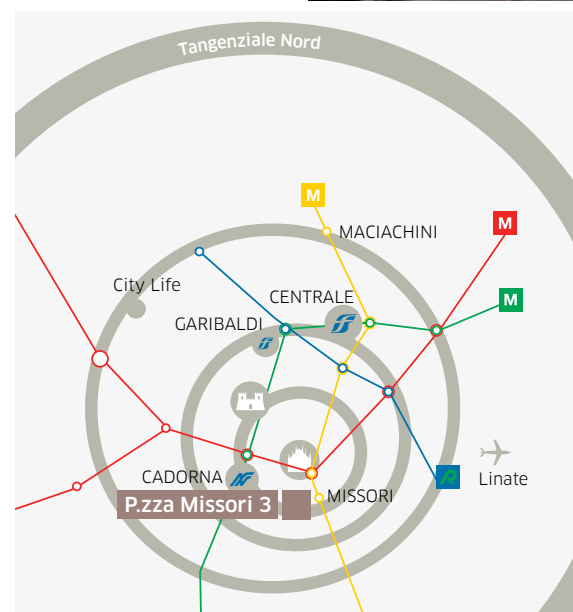 Tangenziale Nord
M
M
MACIACHINI
City Life
CENTRALE
M
GARIBALDI
CADORNA
R
Linate
P.zza Missori 3
MISSORI